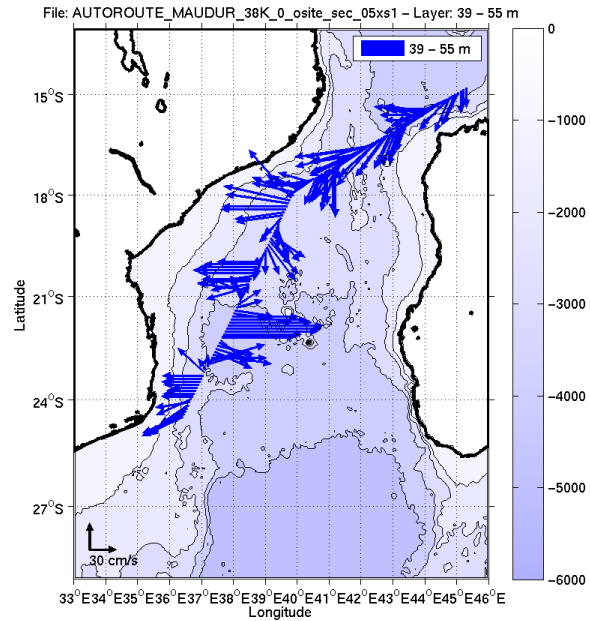 File: AUTOROUTE_MAUDUR_38K_0_osite_sec_05xs1 – Layer: 39 – 55 m
39 – 55 m
0
−1000
−2000
−3000
−4000
−5000
−6000
15°S
18°S
21°S
24°S
27°S
Latitude
30 cm/s
33°E34°E35°E36°E37°E38°E39°E40°E41°E42°E43°E44°E45°E46°E
Longitude